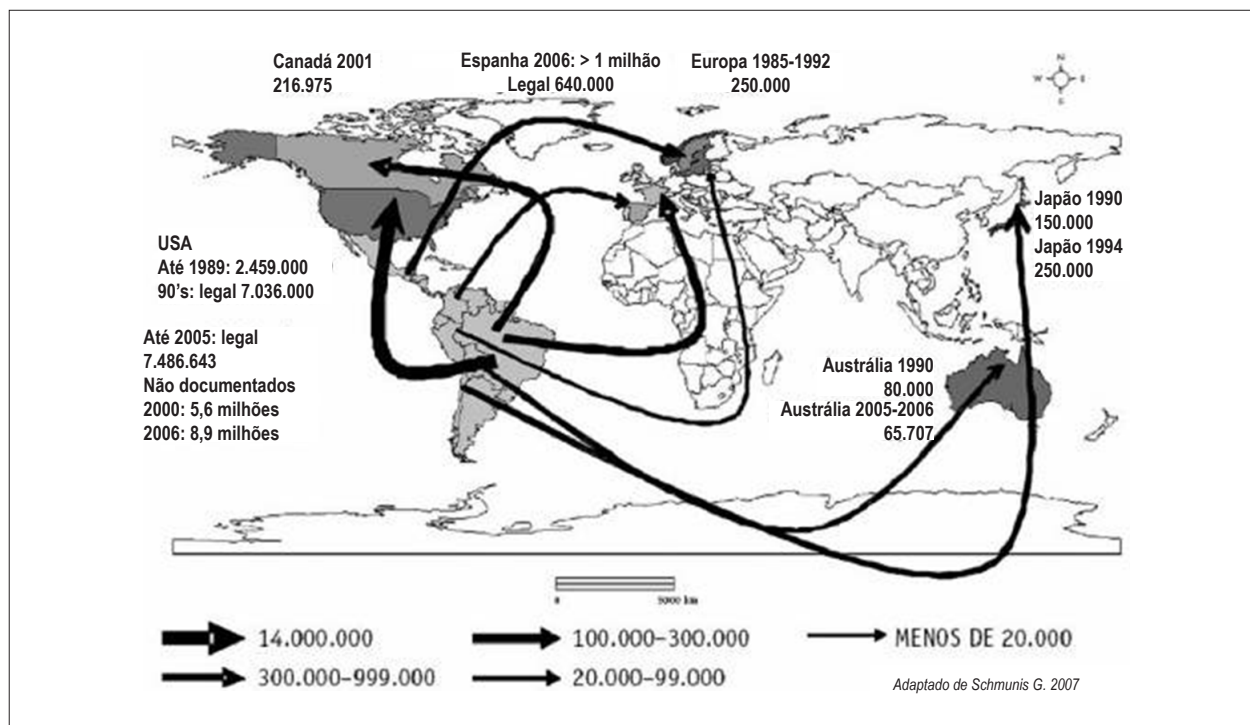 Canadá 2001
216.975
Espanha 2006: > 1 milhão
Legal 640.000
Europa 1985-1992
250.000
N
W E
S
USA
Até 1989: 2.459.000
90’s: legal 7.036.000
Até 2005: legal
7.486.643
Não documentados
2000: 5,6 milhões
2006: 8,9 milhões
Japão 1990
150.000
Japão 1994
250.000
Austrália 1990
80.000
Austrália 2005-2006
65.707
0 km
14.000.000
100.000–300.000
MENOS DE 20.000
300.000–999.000
20.000–99.000
Adaptado de Schmunis G. 2007